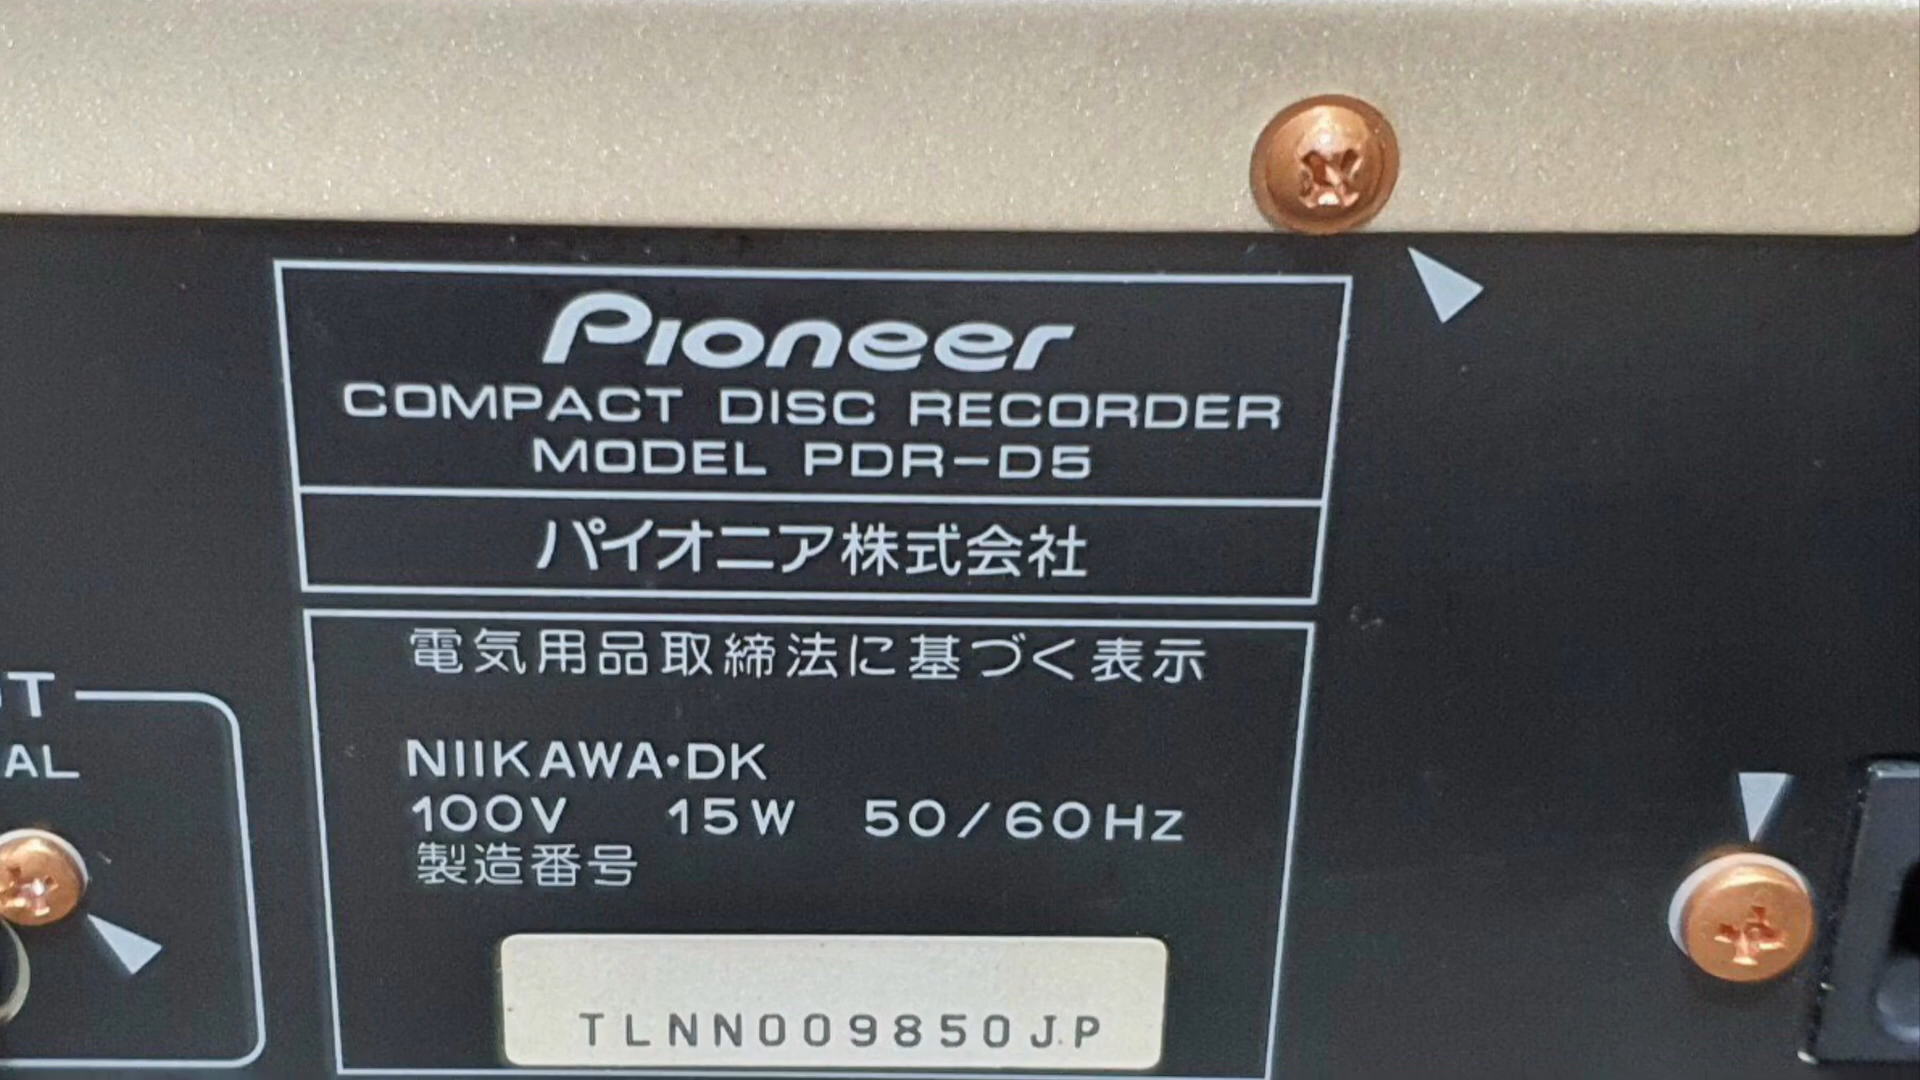 Pioneer
COMPACT DISC RECORDER
MODEL PDR-D5
パイオニア株式会社
電気用品取締法に基づく表示
NIIKAWA・DK
100V 15W 50/60Hz
製造番号
TLNN009850JP
T
AL